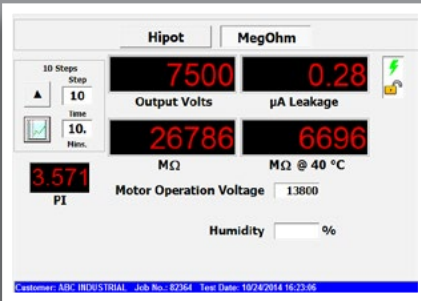 Hipot MegOhm
10 Steps
Step
10
Time
10.
Mins.
7500 0.28
Output Volts µA Leakage
26786 6696
MΩ MΩ @ 40 °C
3.571
PI
Motor Operation Voltage 13800
Humidity %
Customer: ABC INDUSTRIAL Job No.: 82364 Test Date: 10/24/2014 16:23:06